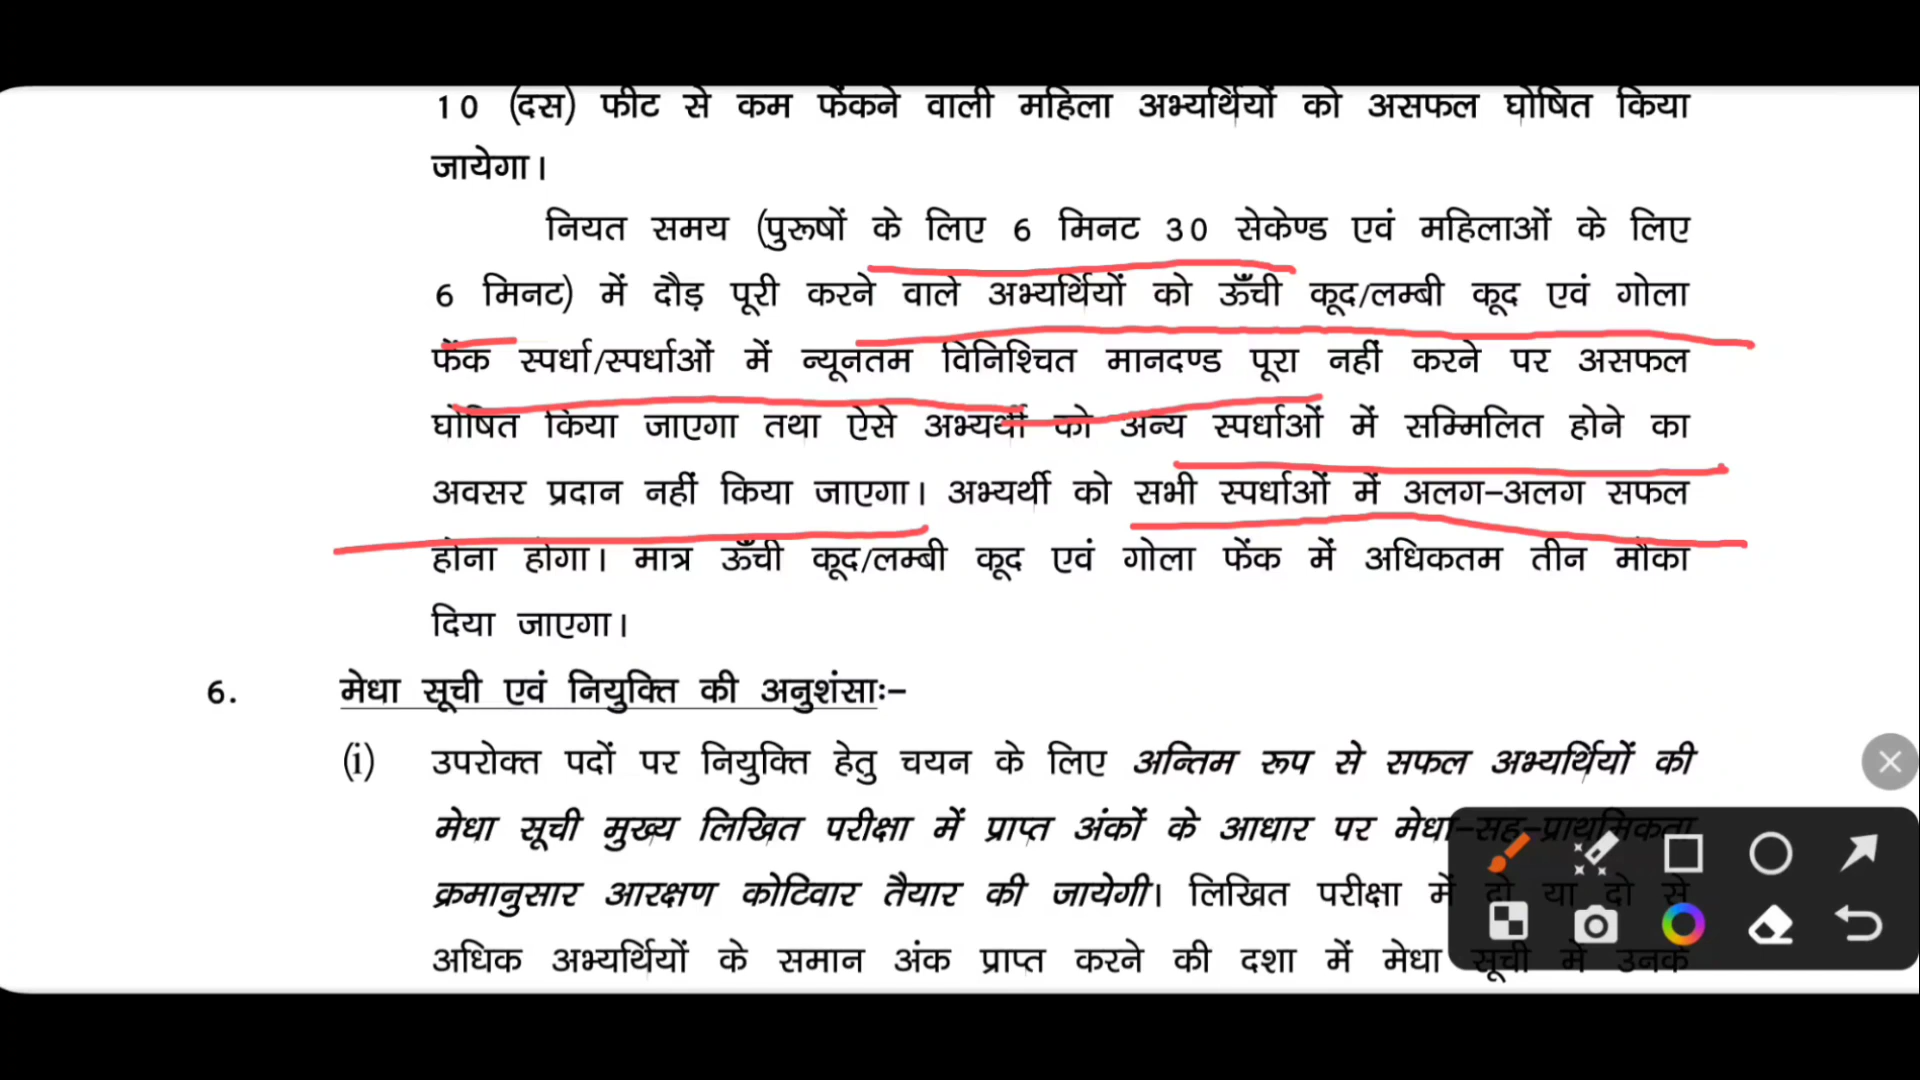 10 (दस) फीट से कम फेंकने वाली महिला अभ्यर्थियों को असफल घोषित किया
जायेगा।
नियत समय (पुरूषों के लिए 6 मिनट 30 सेकेण्ड एवं महिलाओं के लिए
6 मिनट) में दौड़ पूरी करने वाले अभ्यर्थियों को ऊँची कूद/लम्बी कूद एवं गोला
फेंक स्पर्धा/स्पर्धाओं में न्यूनतम विनिश्चित मानदण्ड पूरा नहीं करने पर असफल
घोषित किया जाएगा तथा ऐसे अभ्यर्थी को अन्य स्पर्धाओं में सम्मिलित होने का
अवसर प्रदान नहीं किया जाएगा। अभ्यर्थी को सभी स्पर्धाओं में अलग-अलग सफल
होना होगा। मात्र ऊँची कूद/लम्बी कूद एवं गोला फेंक में अधिकतम तीन मौका
दिया जाएगा।
6. मेधा सूची एवं नियुक्ति की अनुशंसाः-
(i) उपरोक्त पदों पर नियुक्ति हेतु चयन के लिए अन्तिम रूप से सफल अभ्यर्थियों की
मेधा सूची मुख्य लिखित परीक्षा में प्राप्त अंकों के आधार पर मेधा-सह-प्राथमिकता
क्रमानुसार आरक्षण कोटिवार तैयार की जायेगी। लिखित परीक्षा में दो या दो से
अधिक अभ्यर्थियों के समान अंक प्राप्त करने की दशा में मेधा सूची में उनके